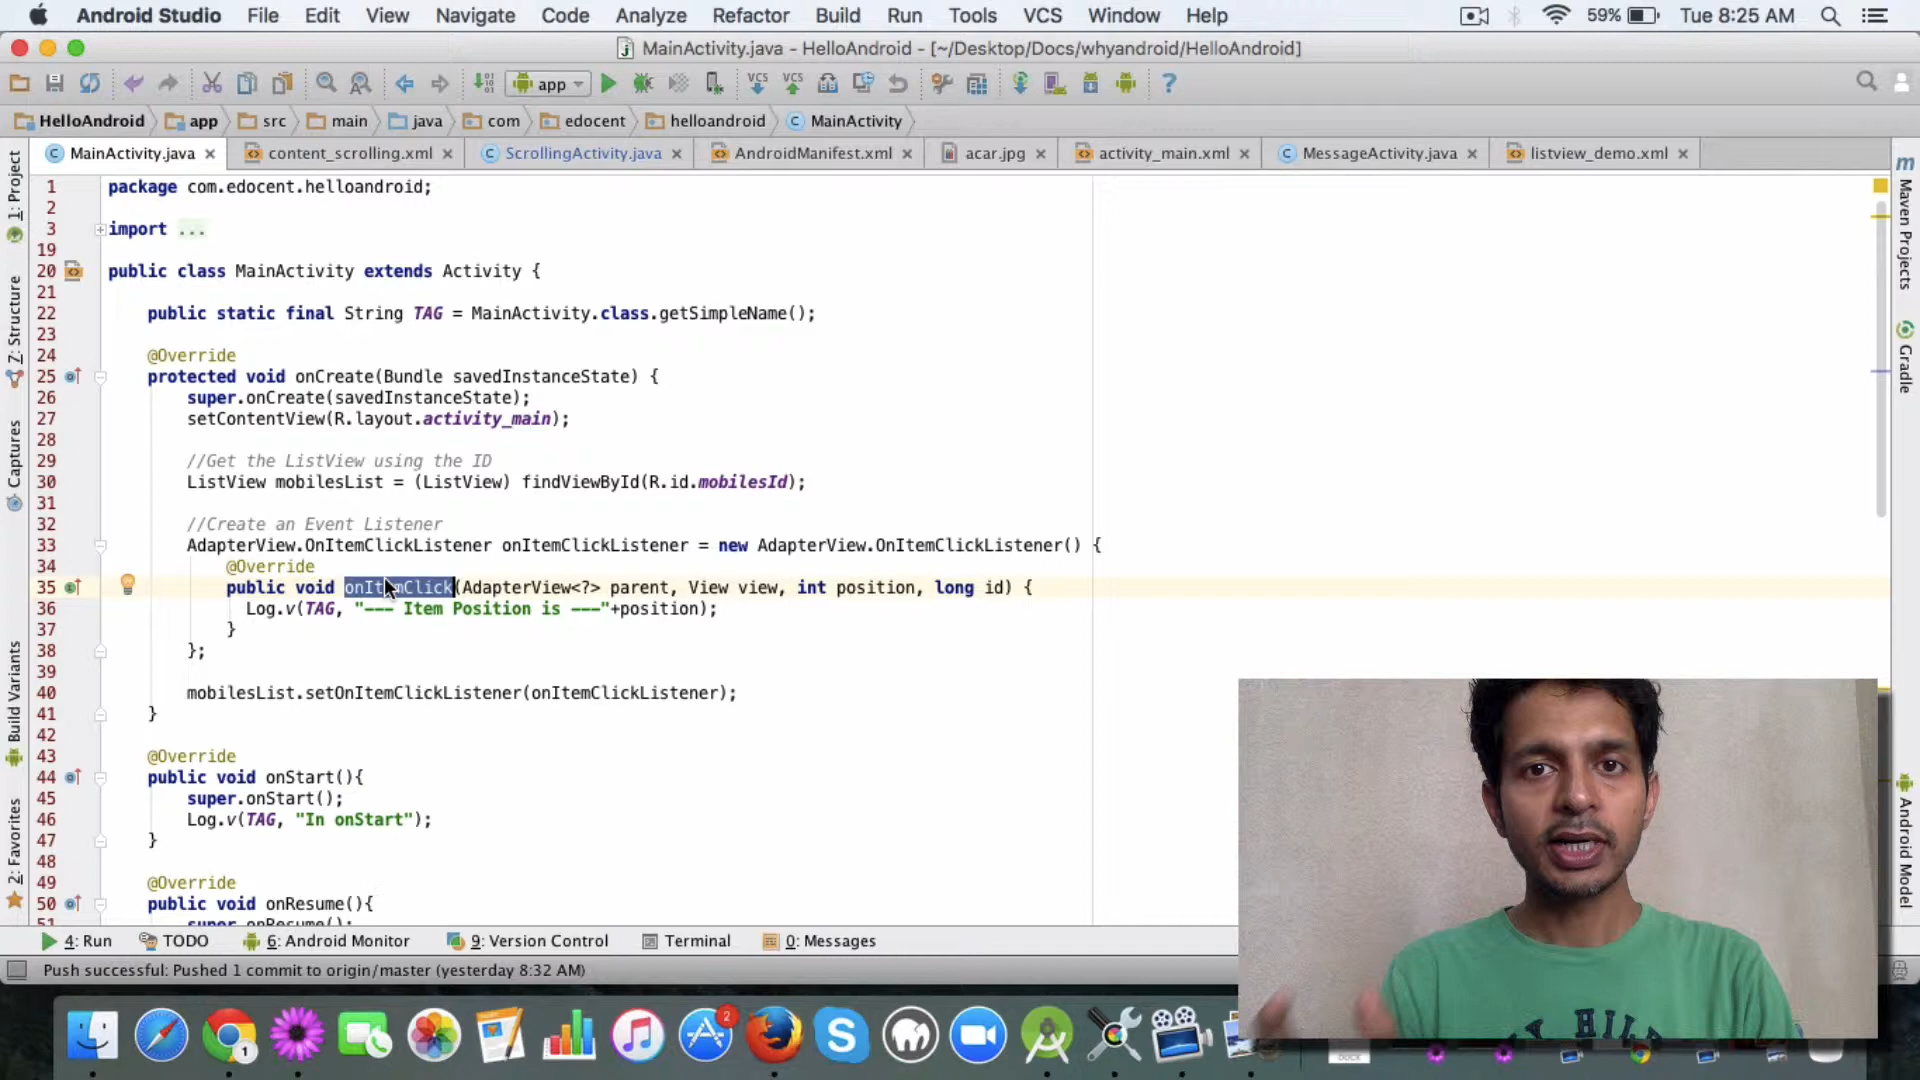 Android Studio File Edit View Navigate Code Analyze Refactor Build Run Tools VCS Window Help 59% Tue 8:25 AM
MainActivity.java - HelloAndroid - [~/Desktop/Docs/whyandroid/HelloAndroid]
app
HelloAndroid app src main java com edocent helloandroid MainActivity
MainActivity.java content_scrolling.xml ScrollingActivity.java AndroidManifest.xml acar.jpg activity_main.xml MessageActivity.java listview_demo.xml
1: Project
Z: Structure
Captures
Build Variants
2: Favorites
1 package com.edocent.helloandroid;
2
3 import ...
19
20 public class MainActivity extends Activity {
21
22 public static final String TAG = MainActivity.class.getSimpleName();
23
24 @Override
25 protected void onCreate(Bundle savedInstanceState) {
26 super.onCreate(savedInstanceState);
27 setContentView(R.layout.activity_main);
28
29 //Get the ListView using the ID
30 ListView mobilesList = (ListView) findViewById(R.id.mobilesId);
31
32 //Create an Event Listener
33 AdapterView.OnItemClickListener onItemClickListener = new AdapterView.OnItemClickListener() {
34 @Override
35 public void onItemClick(AdapterView<?> parent, View view, int position, long id) {
36 Log.v(TAG, "--- Item Position is ---"+position);
37 }
38 };
39
40 mobilesList.setOnItemClickListener(onItemClickListener);
41 }
42
43 @Override
44 public void onStart(){
45 super.onStart();
46 Log.v(TAG, "In onStart");
47 }
48
49 @Override
50 public void onResume(){
51 super.onResume();
Maven Projects
Gradle
Android Model
4: Run TODO 6: Android Monitor 9: Version Control Terminal 0: Messages
Push successful: Pushed 1 commit to origin/master (yesterday 8:32 AM)
1
2
DOCX